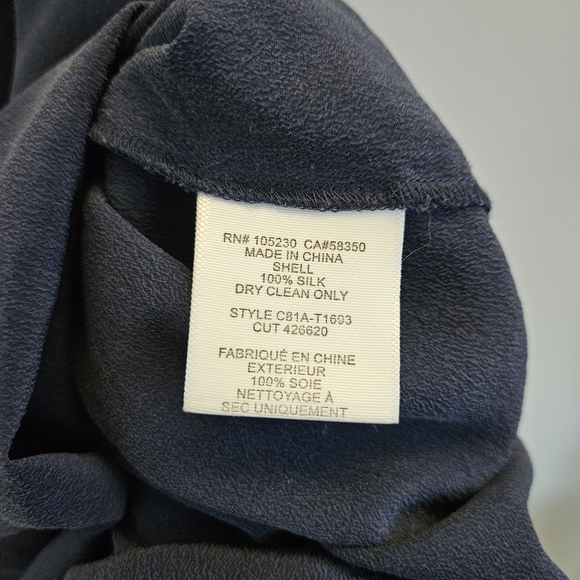 RN# 105230 CA#58350
MADE IN CHINA
SHELL
100% SILK
DRY CLEAN ONLY
STYLE C81A-T1693
CUT 426620
FABRIQUÉ EN CHINE
EXTERIEUR
100% SOIE
NETTOYAGE À
SEC UNIQUEMENT